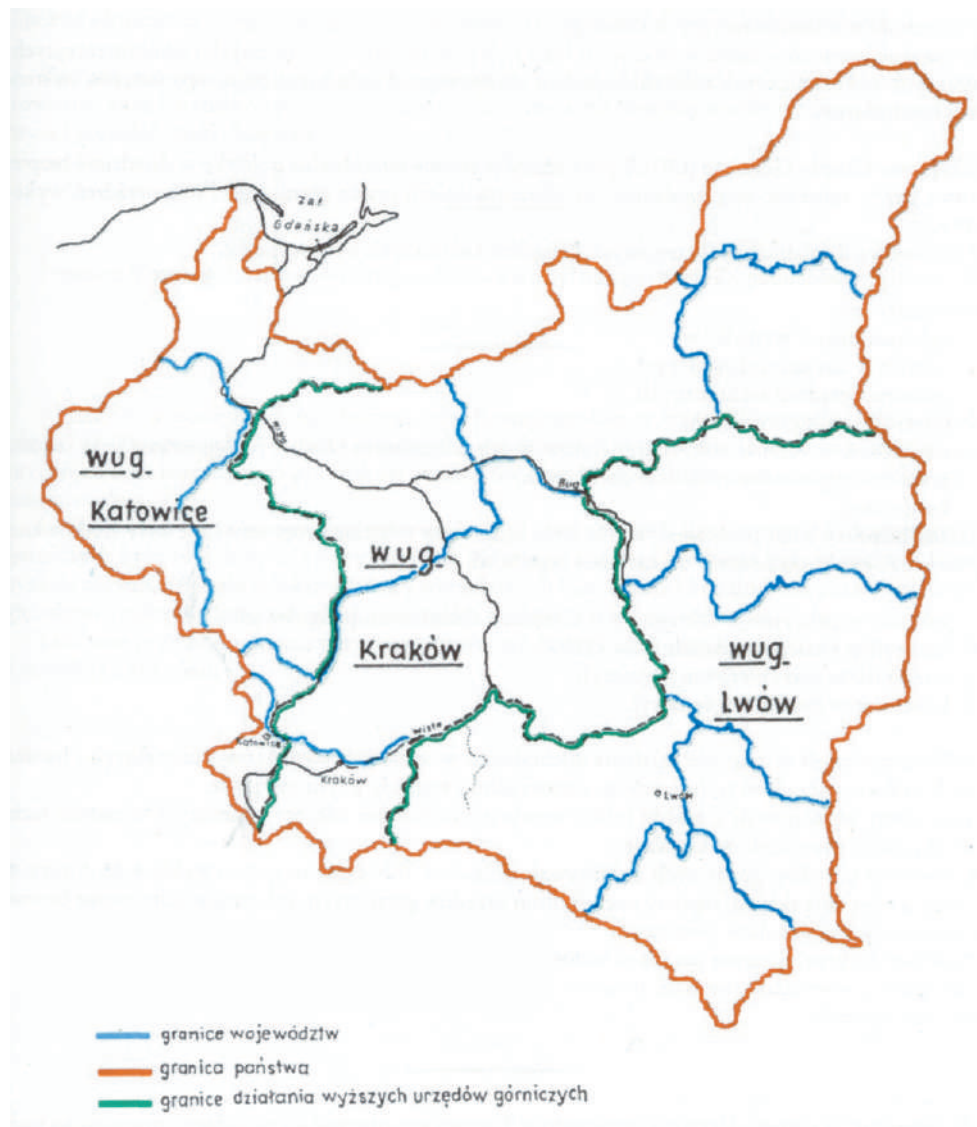 Zat.
Gdańska
Wisła
Bug
wug.
Katowice
wug.
Kraków
wug.
Lwów
Katowice
Kraków
Wisła
Lwów
granice województw
granica państwa
granice działania wyższych urzędów górniczych